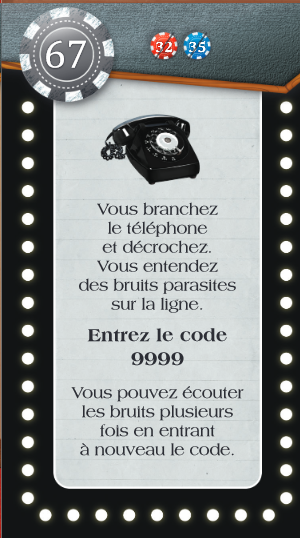 67
32 35
Vous branchez
le téléphone
et décrochez.
Vous entendez
des bruits parasites
sur la ligne.
Entrez le code
9999
Vous pouvez écouter
les bruits plusieurs
fois en entrant
à nouveau le code.